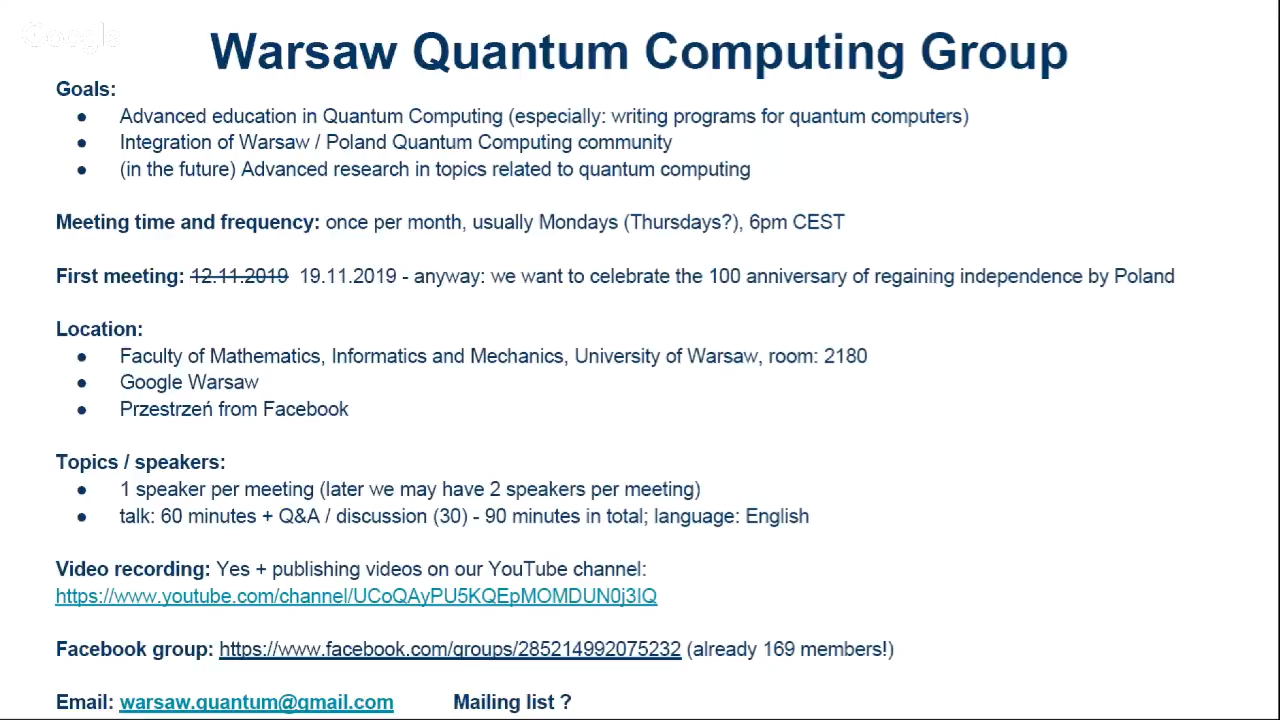 Google
Warsaw Quantum Computing Group
Goals:
● Advanced education in Quantum Computing (especially: writing programs for quantum computers)
● Integration of Warsaw / Poland Quantum Computing community
● (in the future) Advanced research in topics related to quantum computing
Meeting time and frequency: once per month, usually Mondays (Thursdays?), 6pm CEST
First meeting: 12.11.2019 19.11.2019 - anyway: we want to celebrate the 100 anniversary of regaining independence by Poland
Location:
● Faculty of Mathematics, Informatics and Mechanics, University of Warsaw, room: 2180
● Google Warsaw
● Przestrzeń from Facebook
Topics / speakers:
● 1 speaker per meeting (later we may have 2 speakers per meeting)
● talk: 60 minutes + Q&A / discussion (30) - 90 minutes in total; language: English
Video recording: Yes + publishing videos on our YouTube channel:
https://www.youtube.com/channel/UCoQAyPU5KQEpMOMDUN0j3IQ
Facebook group: https://www.facebook.com/groups/285214992075232 (already 169 members!)
Email: warsaw.quantum@gmail.com Mailing list ?